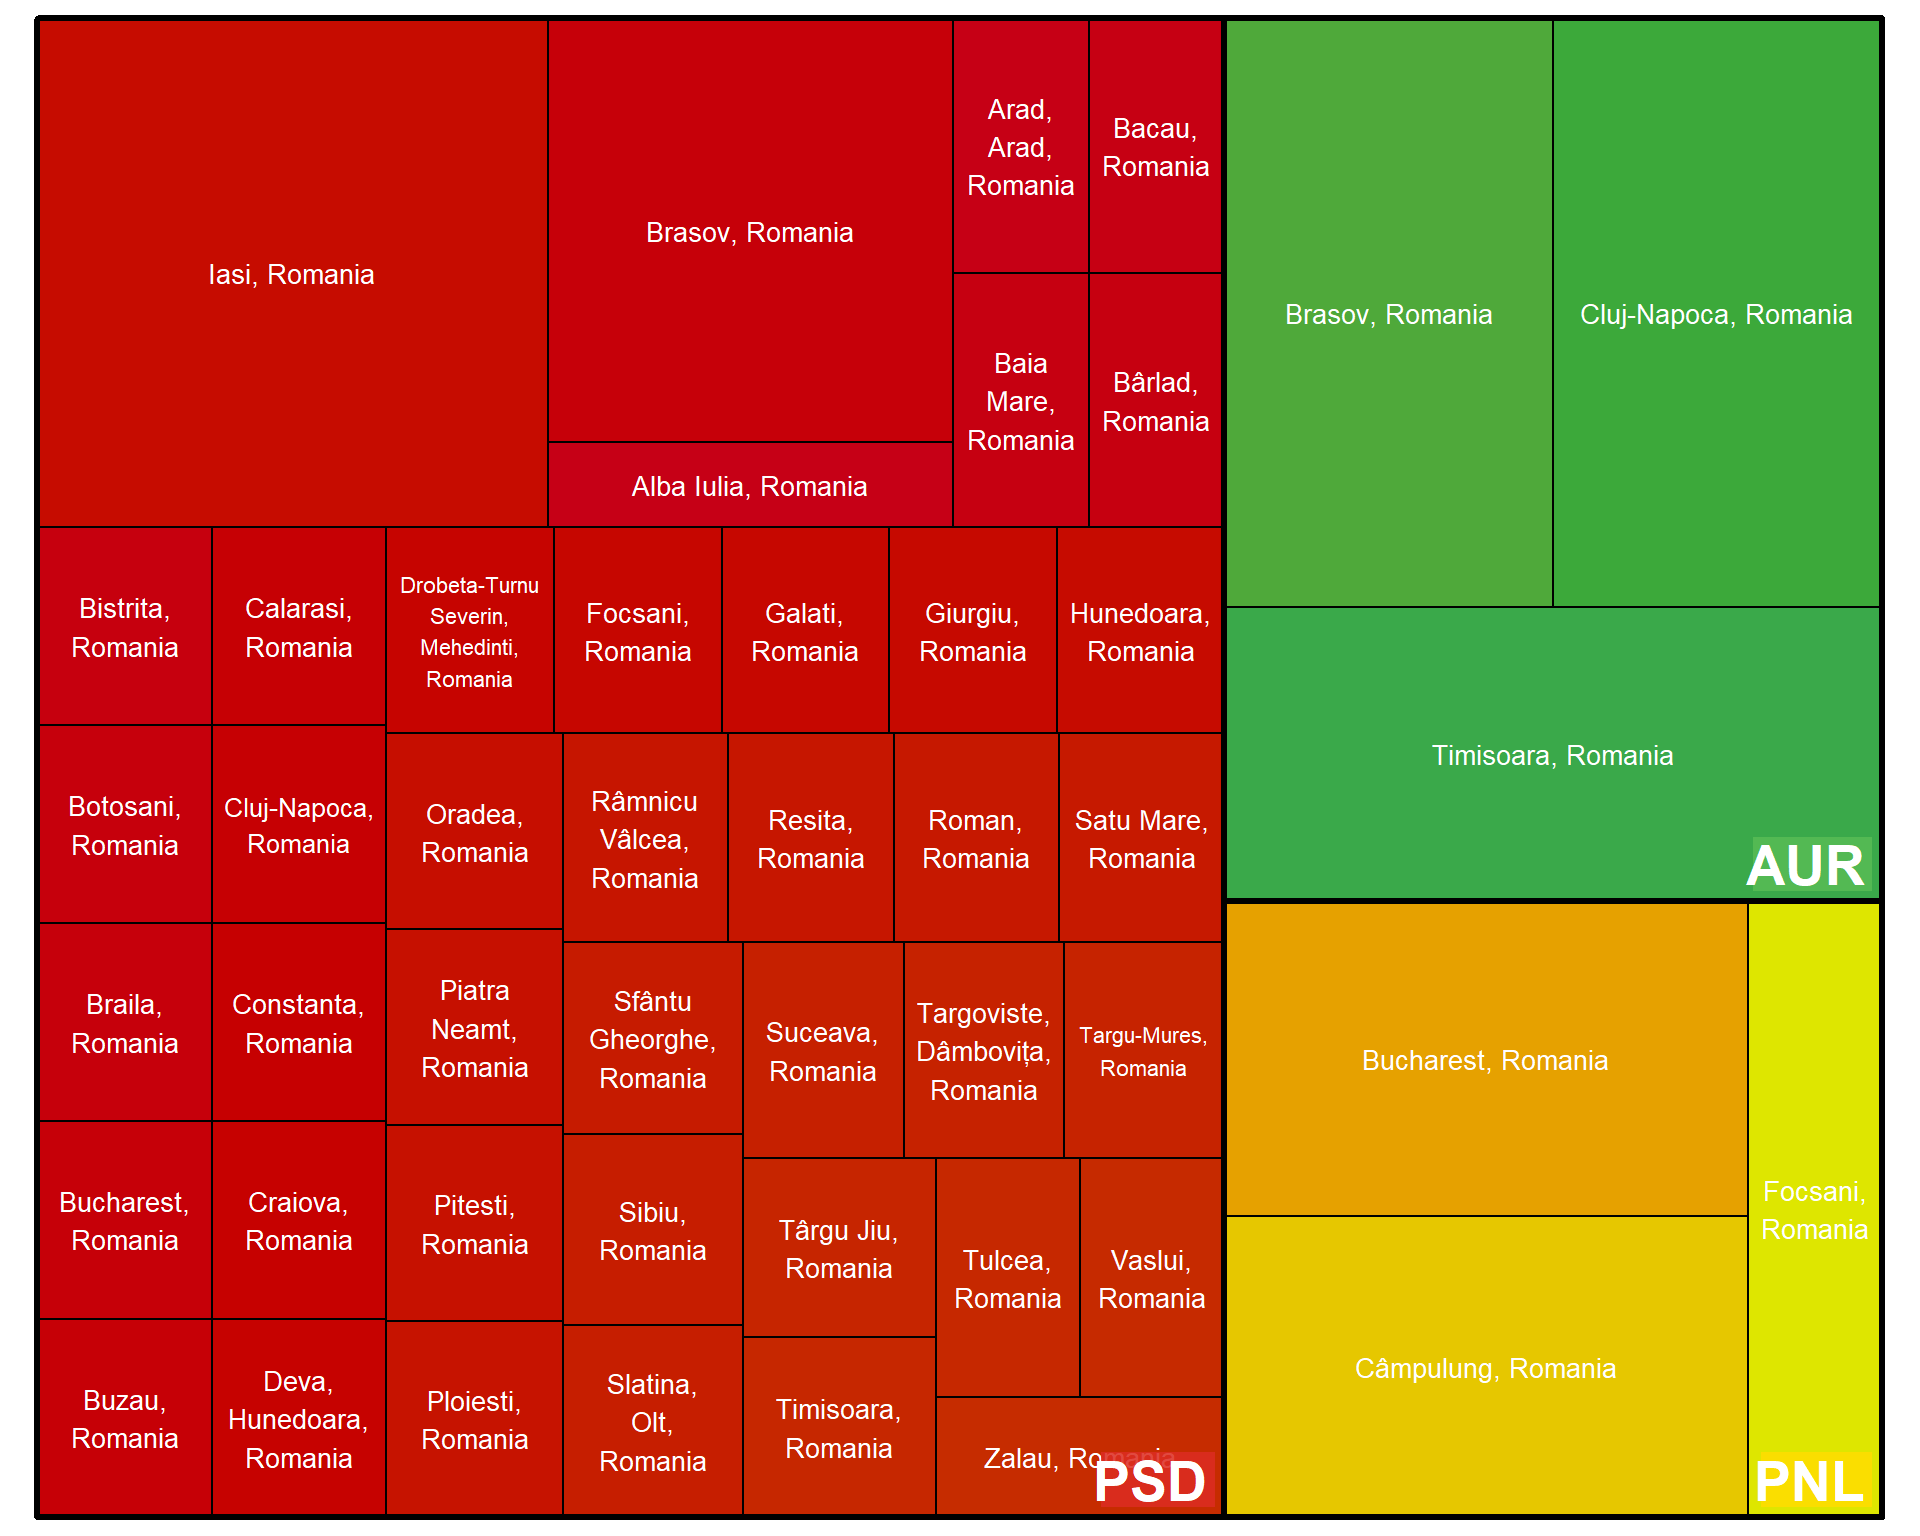 Iasi, Romania
Brasov, Romania
Alba Iulia, Romania
Arad,
Arad,
Romania
Bacau,
Romania
Baia
Mare,
Romania
Bârlad,
Romania
Bistrita,
Romania
Calarasi,
Romania
Drobeta-Turnu
Severin,
Mehedinti,
Romania
Focsani,
Romania
Galati,
Romania
Giurgiu,
Romania
Hunedoara,
Romania
Botosani,
Romania
Cluj-Napoca,
Romania
Oradea,
Romania
Râmnicu
Vâlcea,
Romania
Resita,
Romania
Roman,
Romania
Satu Mare,
Romania
Braila,
Romania
Constanta,
Romania
Piatra
Neamt,
Romania
Sfântu
Gheorghe,
Romania
Suceava,
Romania
Targoviste,
Dâmbovița,
Romania
Targu-Mures,
Romania
Bucharest,
Romania
Craiova,
Romania
Pitesti,
Romania
Sibiu,
Romania
Târgu Jiu,
Romania
Tulcea,
Romania
Vaslui,
Romania
Buzau,
Romania
Deva,
Hunedoara,
Romania
Ploiesti,
Romania
Slatina,
Olt,
Romania
Timisoara,
Romania
Zalau, Romania
PSD
Brasov, Romania
Cluj-Napoca, Romania
Timisoara, Romania
AUR
Bucharest, Romania
Câmpulung, Romania
Focsani,
Romania
PNL